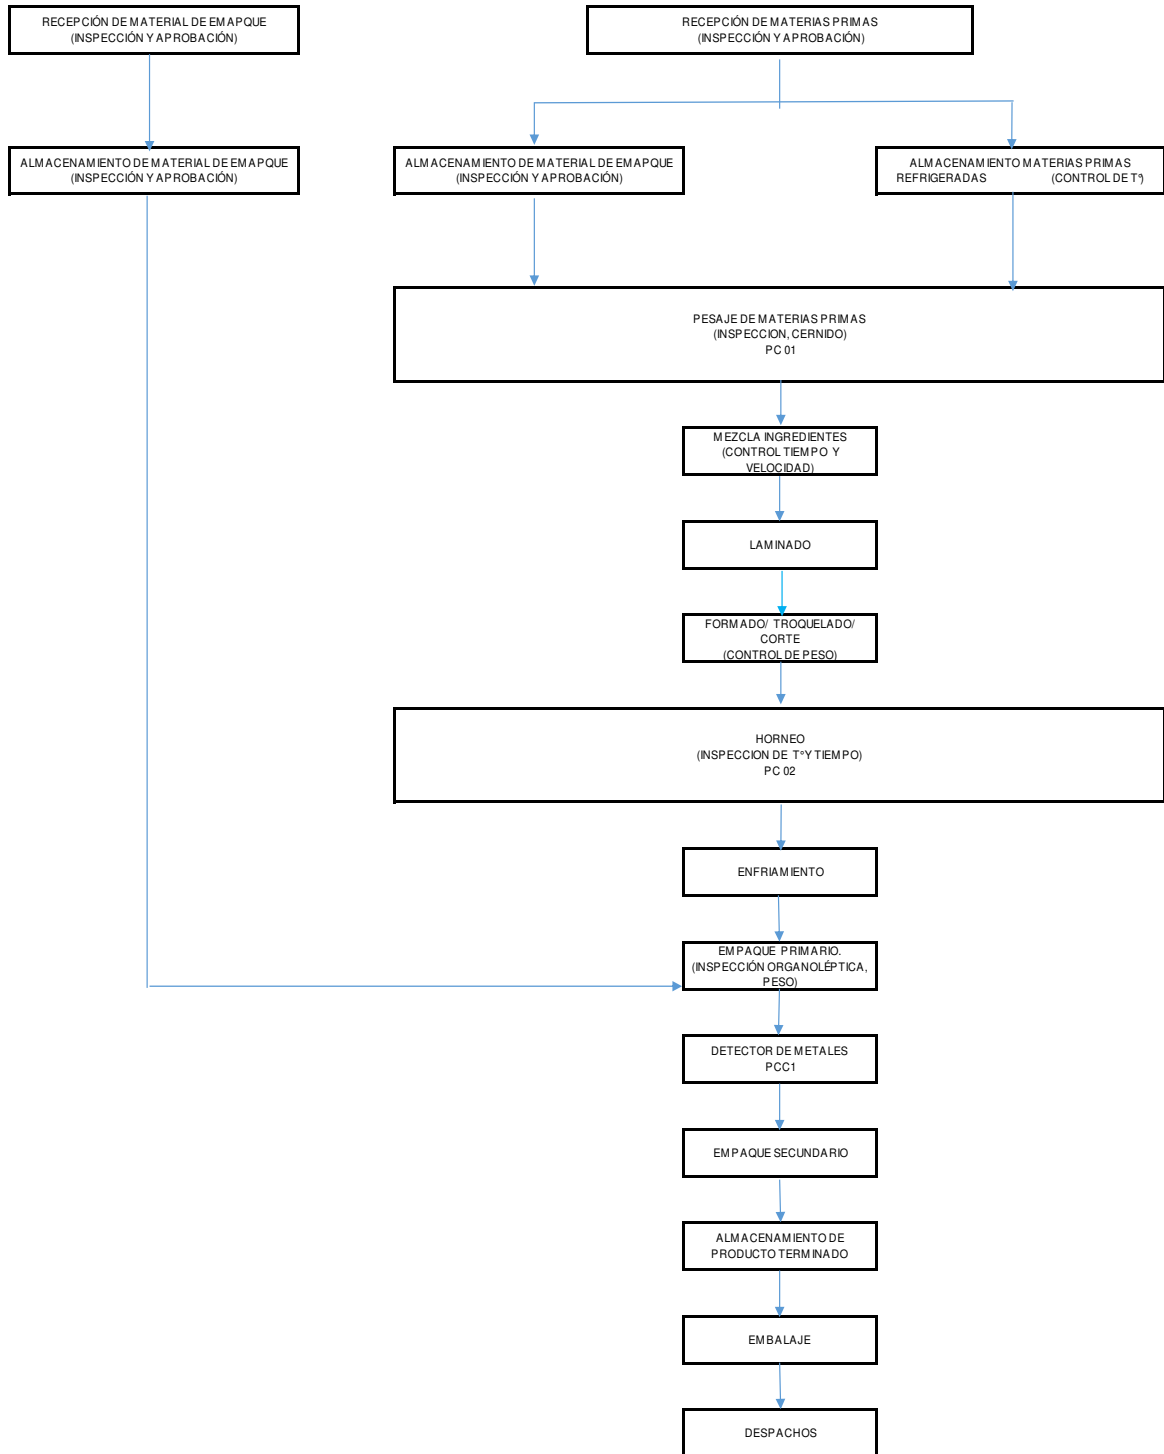 RECEPCIÓN DE MATERIAL DE EMAPQUE
(INSPECCIÓN Y APROBACIÓN)
RECEPCIÓN DE MATERIAS PRIMAS
(INSPECCIÓN Y APROBACIÓN)
ALMACENAMIENTO DE MATERIAL DE EMAPQUE
(INSPECCIÓN Y APROBACIÓN)
ALMACENAMIENTO DE MATERIAL DE EMAPQUE
(INSPECCIÓN Y APROBACIÓN)
ALMACENAMIENTO MATERIAS PRIMAS
REFRIGERADAS (CONTROL DE Tº)
PESAJE DE MATERIAS PRIMAS
(INSPECCION, CERNIDO)
PC 01
MEZCLA INGREDIENTES
(CONTROL TIEMPO Y
VELOCIDAD)
LAMINADO
FORMADO/ TROQUELADO/
CORTE
(CONTROL DE PESO)
HORNEO
(INSPECCION DE T° Y TIEMPO)
PC 02
ENFRIAMIENTO
EMPAQUE PRIMARIO.
(INSPECCIÓN ORGANOLÉPTICA,
PESO)
DETECTOR DE METALES
PCC1
EMPAQUE SECUNDARIO
ALMACENAMIENTO DE
PRODUCTO TERMINADO
EMBALAJE
DESPACHOS